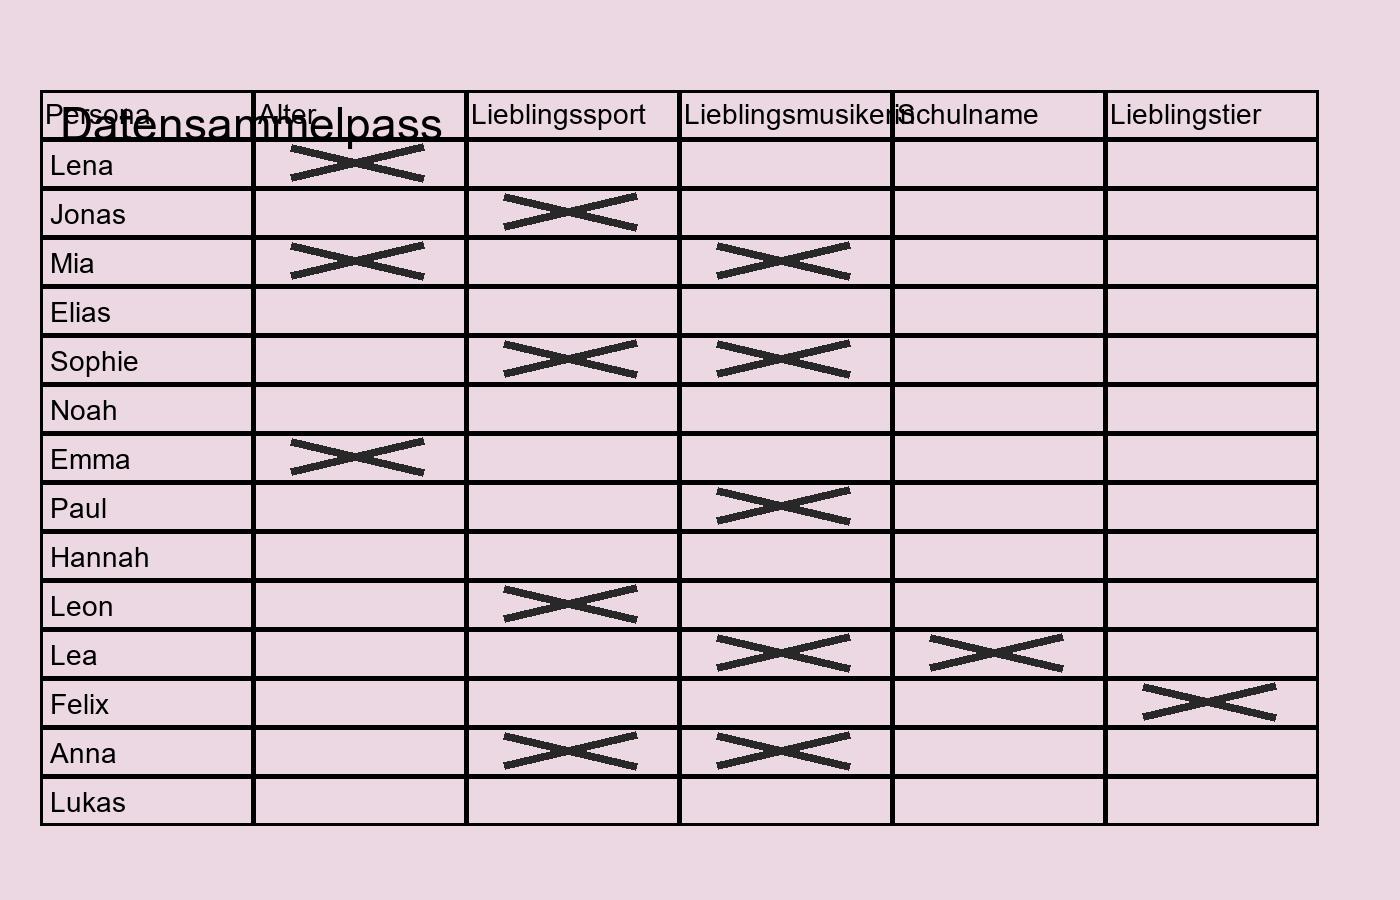 Datensammelpass
Persona Alter Lieblingssport Lieblingsmusikerin Schulname Lieblingstier
Lena
Jonas
Mia
Elias
Sophie
Noah
Emma
Paul
Hannah
Leon
Lea
Felix
Anna
Lukas